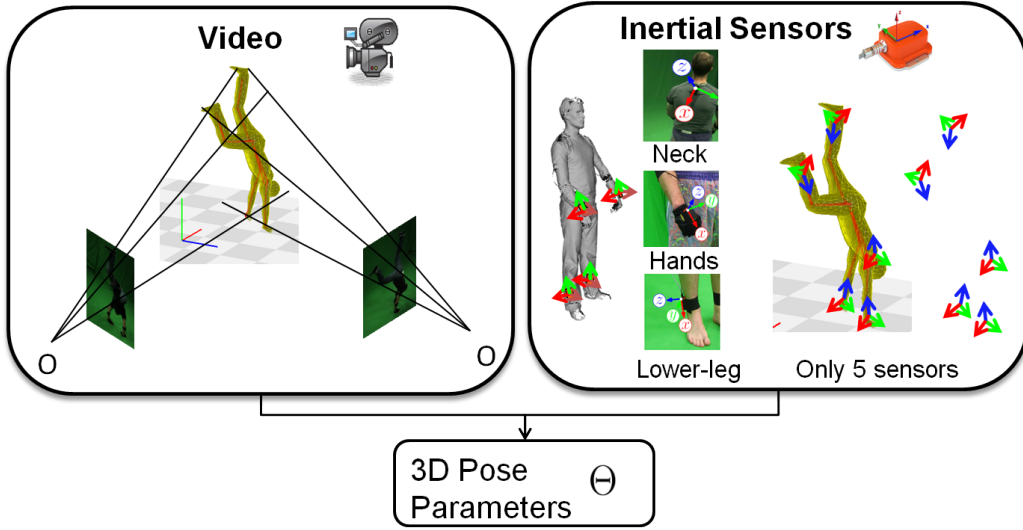 Video
O
O
Inertial Sensors
z
x
Neck
z
y
x
Hands
z
y
x
Lower-leg
Only 5 sensors
3D Pose
Parameters Θ